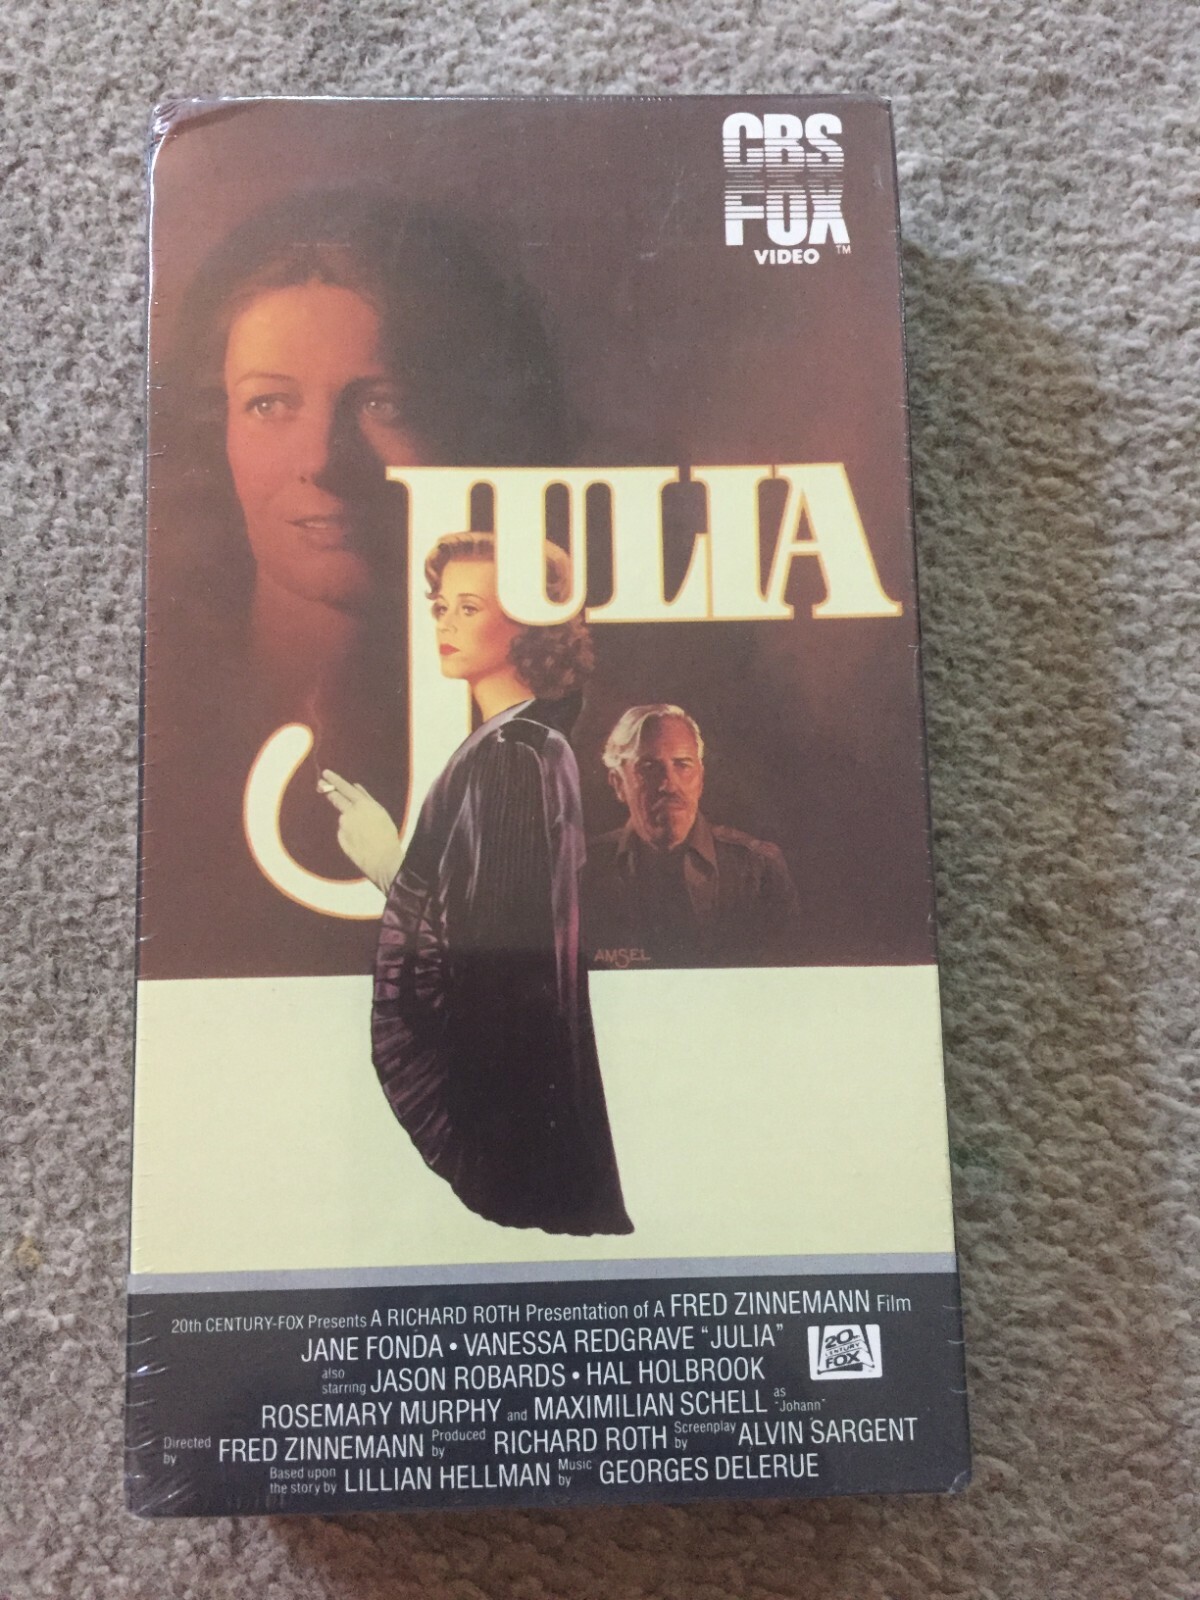 CBS
FOX
VIDEO ™
JULIA
AMSEL
20th CENTURY-FOX Presents A RICHARD ROTH Presentation of A FRED ZINNEMANN Film
JANE FONDA • VANESSA REDGRAVE "JULIA"
also starring JASON ROBARDS • HAL HOLBROOK
20th
CENTURY
FOX
ROSEMARY MURPHY and MAXIMILIAN SCHELL as "Johann"
Directed by FRED ZINNEMANN Produced by RICHARD ROTH Screenplay by ALVIN SARGENT
Based upon the story by LILLIAN HELLMAN Music by GEORGES DELERUE